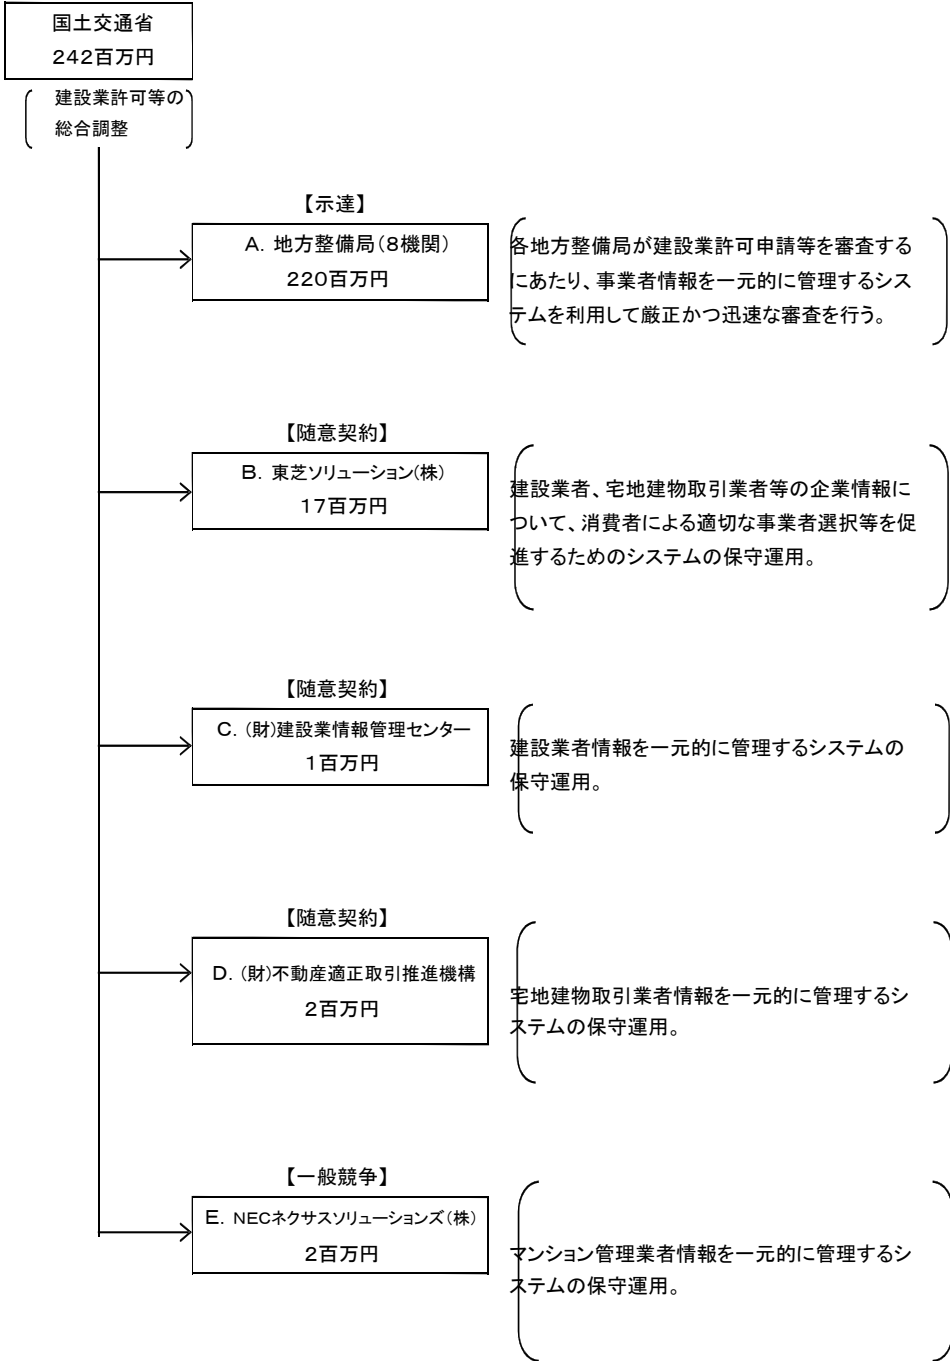 国土交通省
242百万円
建設業許可等の
総合調整
【示達】
A．地方整備局（8機関）
220百万円
各地方整備局が建設業許可申請等を審査する
にあたり、事業者情報を一元的に管理するシス
テムを利用して厳正かつ迅速な審査を行う。
【随意契約】
B．東芝ソリューション(株)
17百万円
建設業者、宅地建物取引業者等の企業情報に
ついて、消費者による適切な事業者選択等を促
進するためのシステムの保守運用。
【随意契約】
C．(財)建設業情報管理センター
1百万円
建設業者情報を一元的に管理するシステムの
保守運用。
【随意契約】
D．(財)不動産適正取引推進機構
2百万円
宅地建物取引業者情報を一元的に管理するシ
ステムの保守運用。
【一般競争】
E．NECネクサスソリューションズ(株)
2百万円
マンション管理業者情報を一元的に管理するシ
ステムの保守運用。